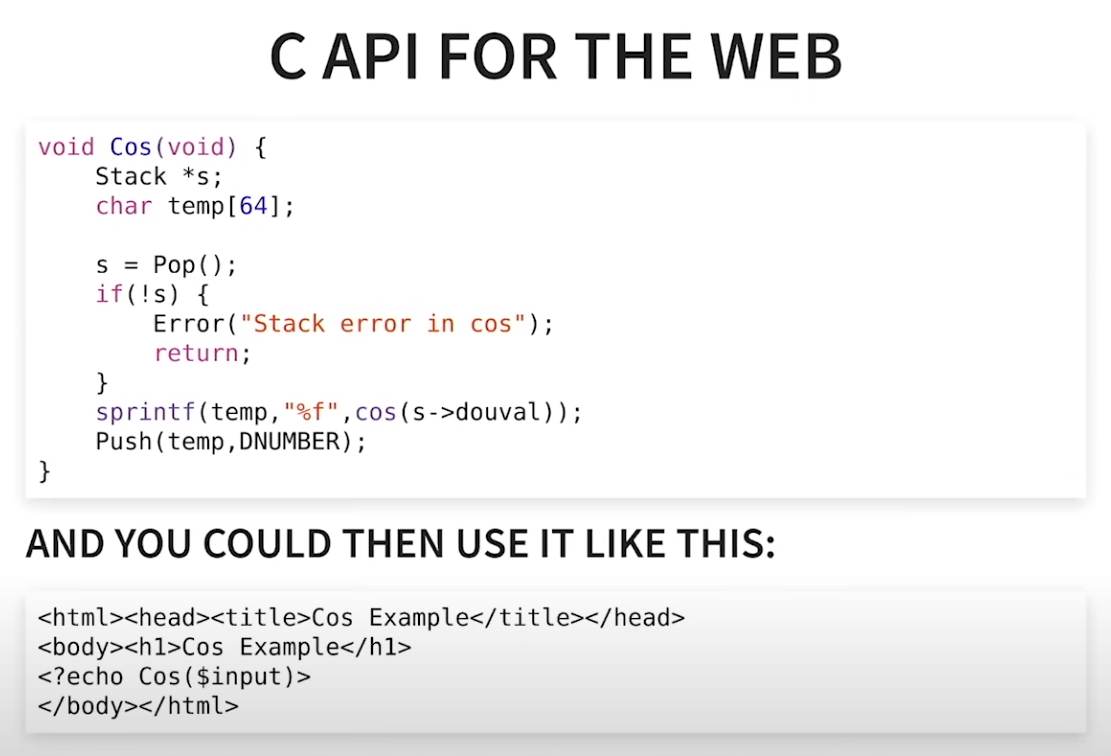 C API FOR THE WEB
void Cos(void) {
    Stack *s;
    char temp[64];

    s = Pop();
    if(!s) {
        Error("Stack error in cos");
        return;
    }
    sprintf(temp,"%f",cos(s->douval));
    Push(temp,DNUMBER);
}
AND YOU COULD THEN USE IT LIKE THIS:
<html><head><title>Cos Example</title></head>
<body><h1>Cos Example</h1>
<?echo Cos($input)>
</body></html>